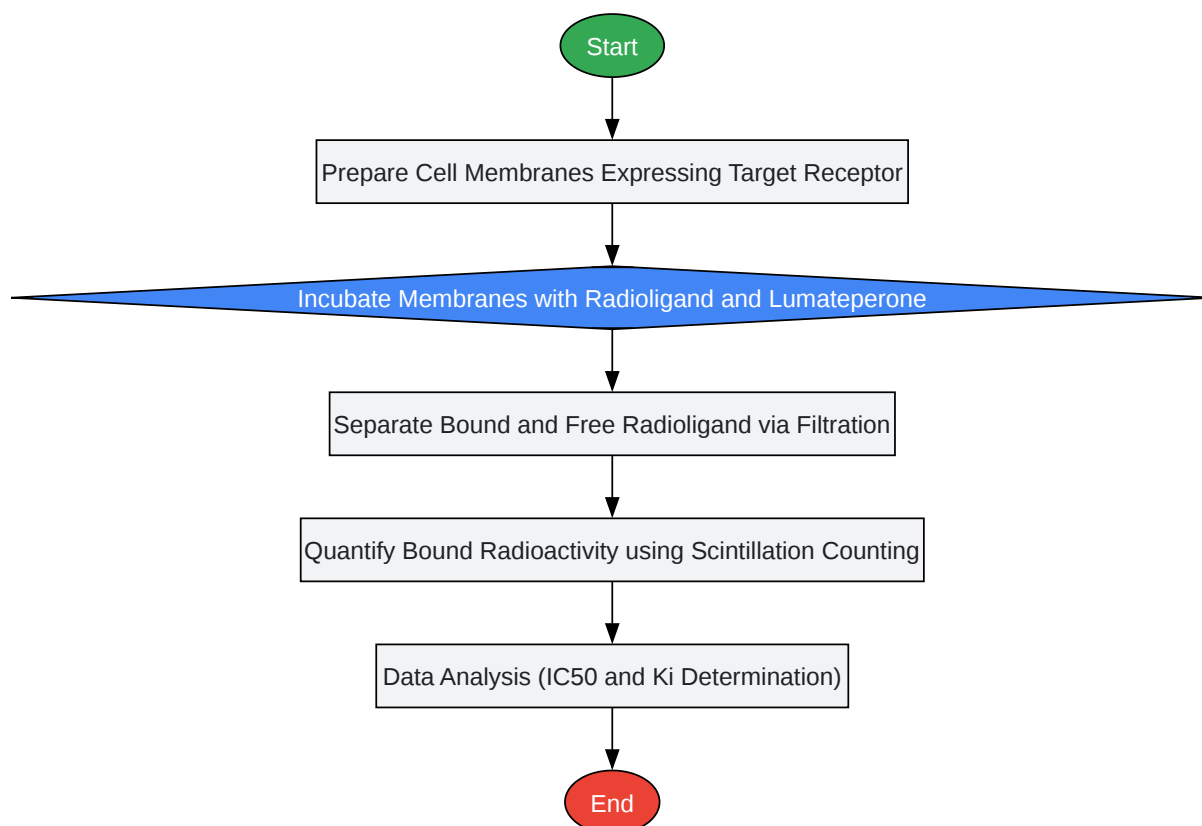 Start
Prepare Cell Membranes Expressing Target Receptor
Incubate Membranes with Radioligand and Lumateperone
Separate Bound and Free Radioligand via Filtration
Quantify Bound Radioactivity using Scintillation Counting
Data Analysis (IC50 and Ki Determination)
End